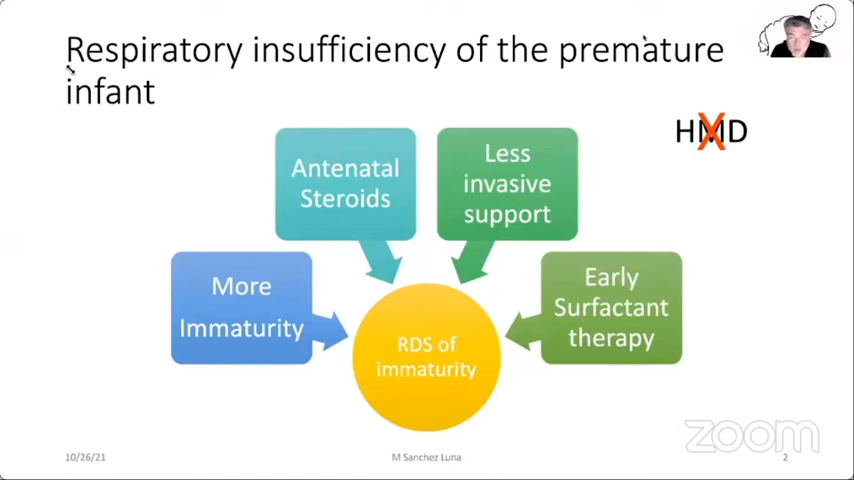 Respiratory insufficiency of the premature
infant
HMD
Antenatal
Steroids
Less
invasive
support
More
Immaturity
Early
Surfactant
therapy
RDS of
immaturity
zoom
10/26/21
M Sanchez Luna
2